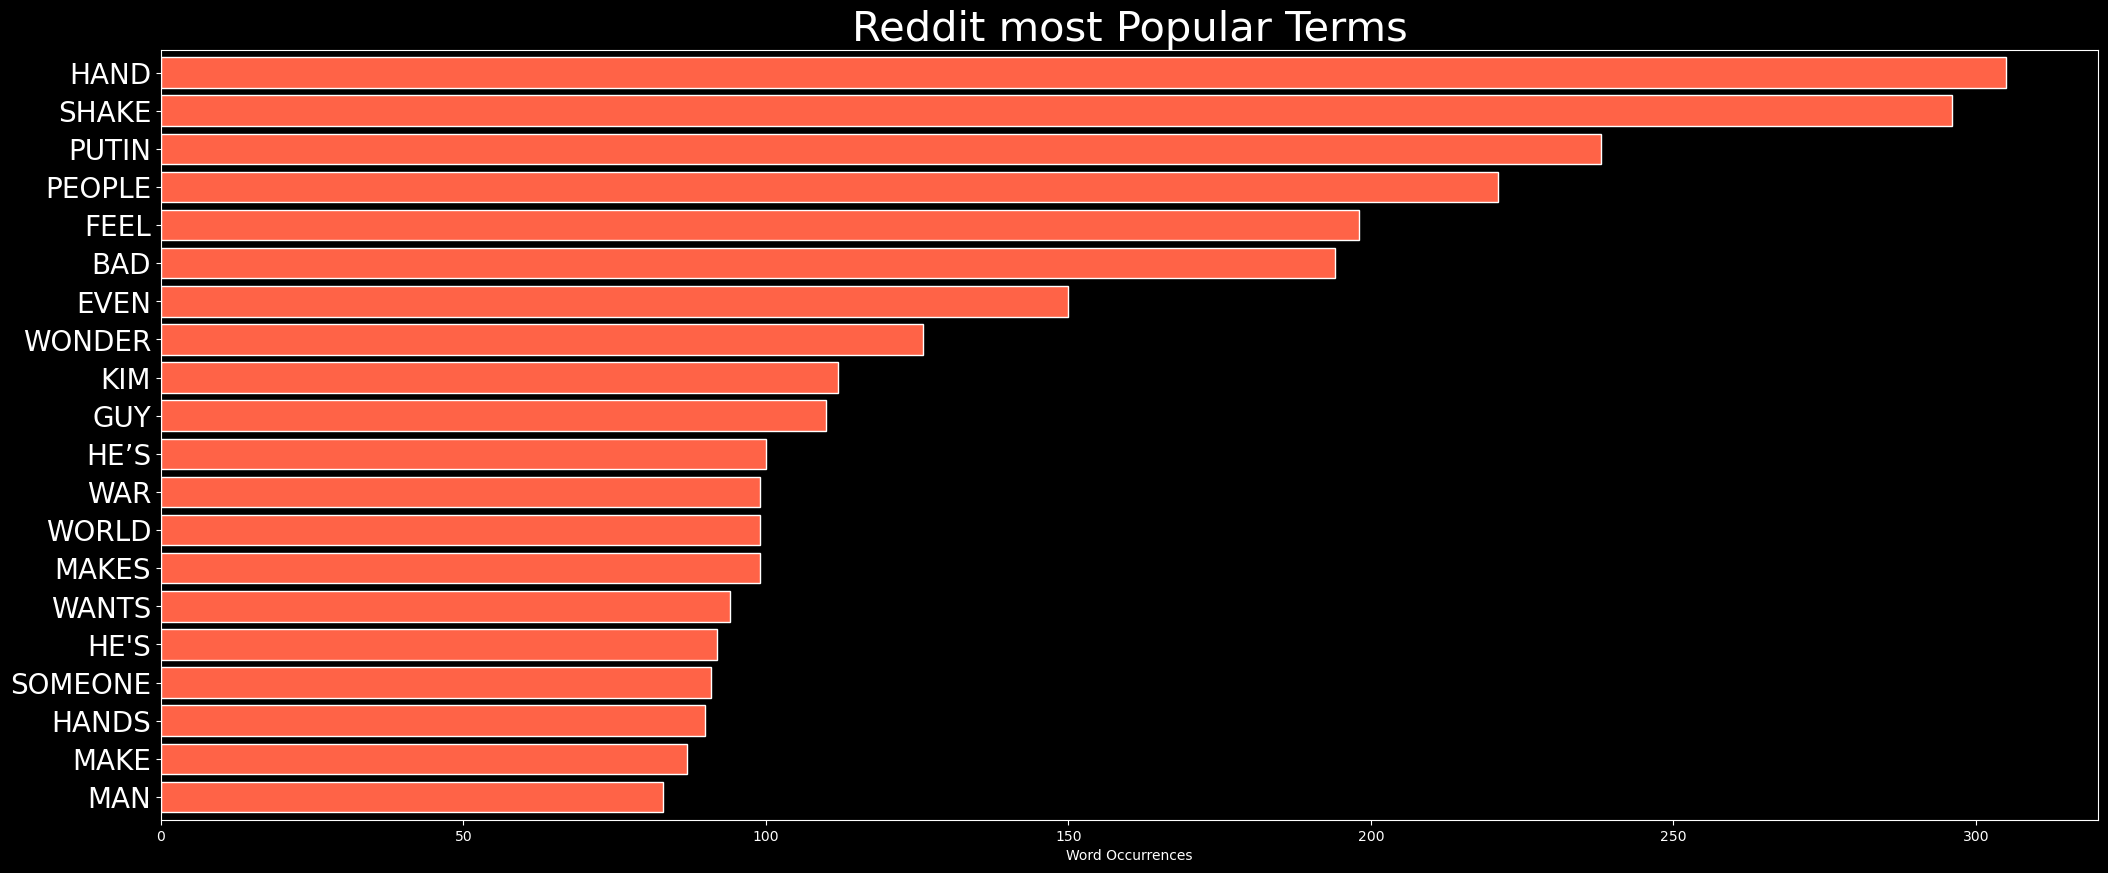 Reddit most Popular Terms
HAND
SHAKE
PUTIN
PEOPLE
FEEL
BAD
EVEN
WONDER
KIM
GUY
HE’S
WAR
WORLD
MAKES
WANTS
HE'S
SOMEONE
HANDS
MAKE
MAN
0 50 100 150 200 250 300
Word Occurrences